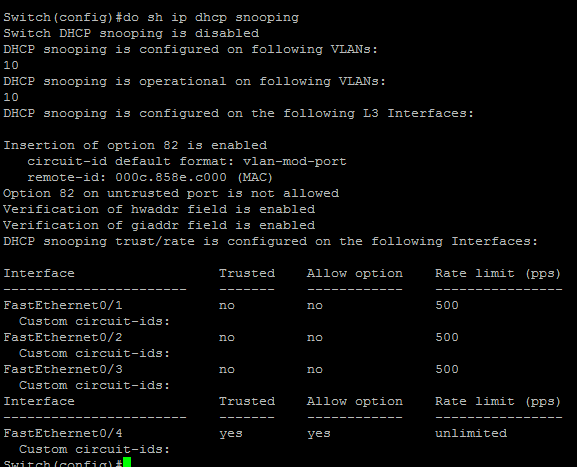 Switch(config)#do sh ip dhcp snooping
Switch DHCP snooping is disabled
DHCP snooping is configured on following VLANs:
10
DHCP snooping is operational on following VLANs:
10
DHCP snooping is configured on the following L3 Interfaces:

Insertion of option 82 is enabled
   circuit-id default format: vlan-mod-port
   remote-id: 000c.858e.c000 (MAC)
Option 82 on untrusted port is not allowed
Verification of hwaddr field is enabled
Verification of giaddr field is enabled
DHCP snooping trust/rate is configured on the following Interfaces:

Interface                  Trusted    Allow option    Rate limit (pps)
-----------------------    -------    ------------    ----------------
FastEthernet0/1            no         no              500
  Custom circuit-ids:
FastEthernet0/2            no         no              500
  Custom circuit-ids:
FastEthernet0/3            no         no              500
  Custom circuit-ids:
Interface                  Trusted    Allow option    Rate limit (pps)
-----------------------    -------    ------------    ----------------
FastEthernet0/4            yes        yes             unlimited
  Custom circuit-ids:
Switch(config)#